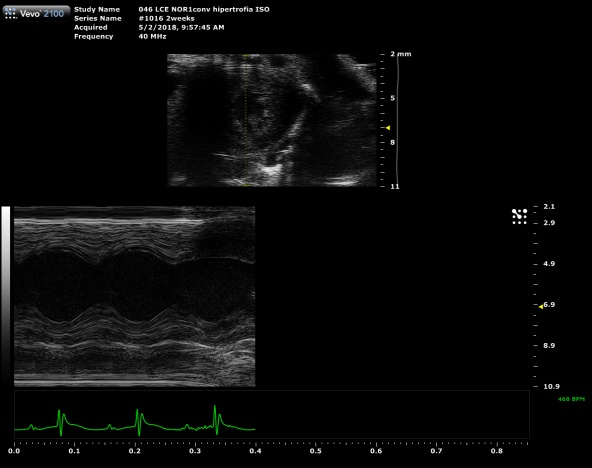 Vevo 2100
Study Name 046 LCE NOR1conv hipertrofia ISO
Series Name #1016 2weeks
Acquired 5/2/2018, 9:57:45 AM
Frequency 40 MHz
2 mm
5
8
11
2.1
2.9
4.9
6.9
8.9
10.9
468 BPM
0.0 0.1 0.2 0.3 0.4 0.5 0.6 0.7 0.8